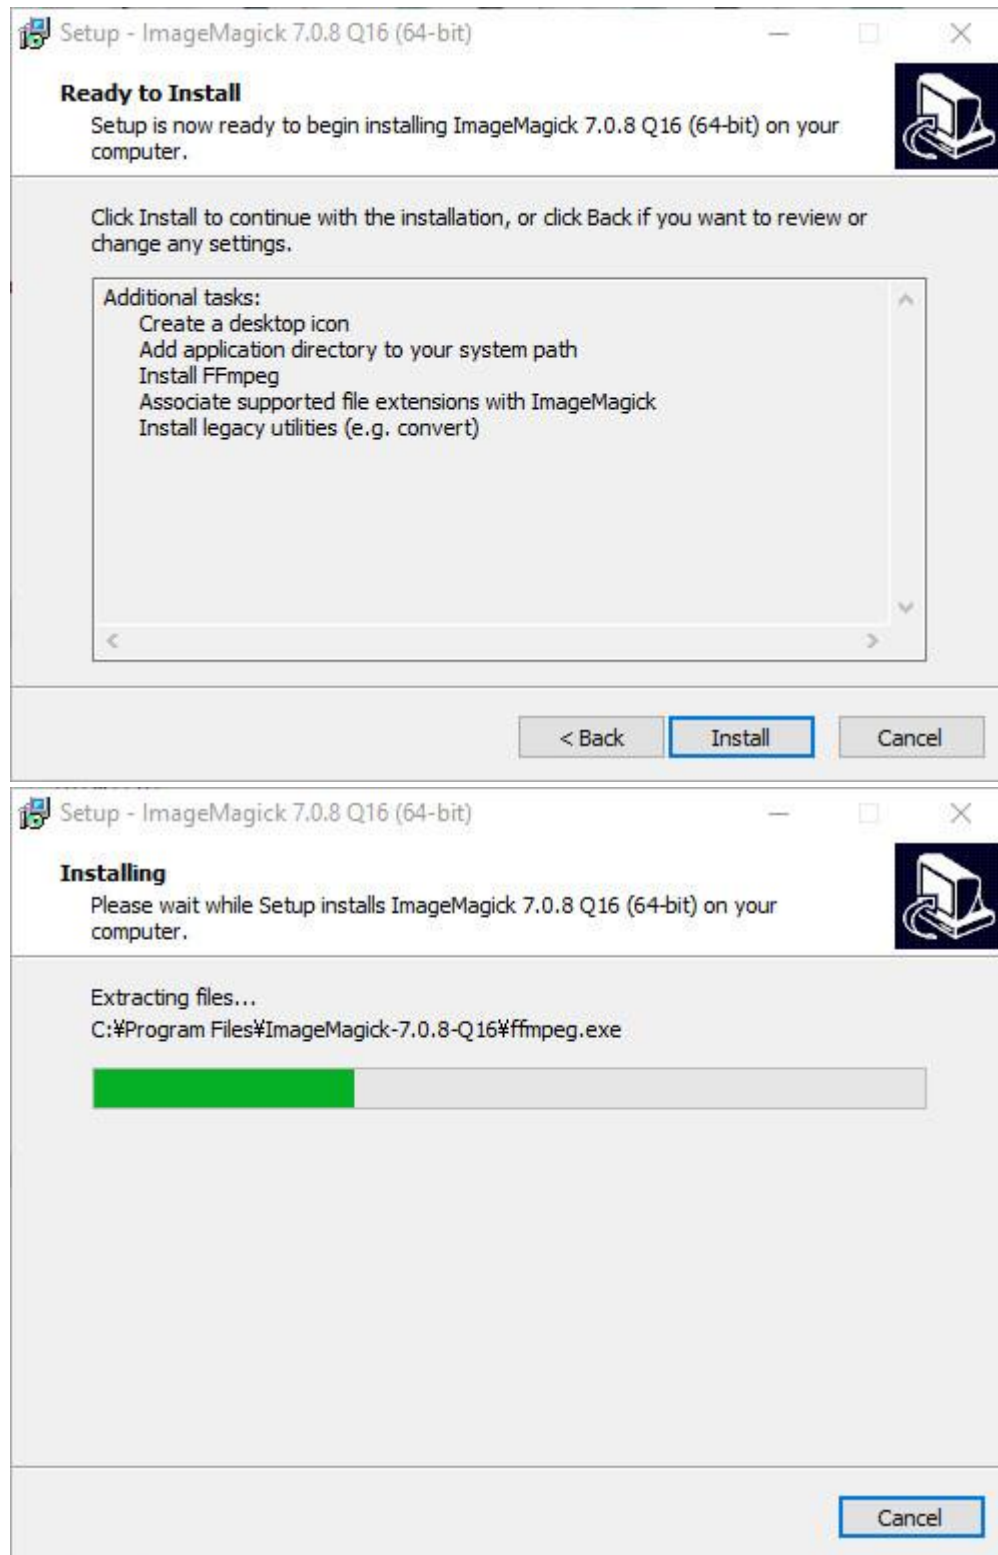 Setup - ImageMagick 7.0.8 Q16 (64-bit)
Ready to Install
Setup is now ready to begin installing ImageMagick 7.0.8 Q16 (64-bit) on your
computer.
Click Install to continue with the installation, or click Back if you want to review or
change any settings.
Additional tasks:
Create a desktop icon
Add application directory to your system path
Install FFmpeg
Associate supported file extensions with ImageMagick
Install legacy utilities (e.g. convert)
< Back Install Cancel
Setup - ImageMagick 7.0.8 Q16 (64-bit)
Installing
Please wait while Setup installs ImageMagick 7.0.8 Q16 (64-bit) on your
computer.
Extracting files...
C:¥Program Files¥ImageMagick-7.0.8-Q16¥ffmpeg.exe
Cancel